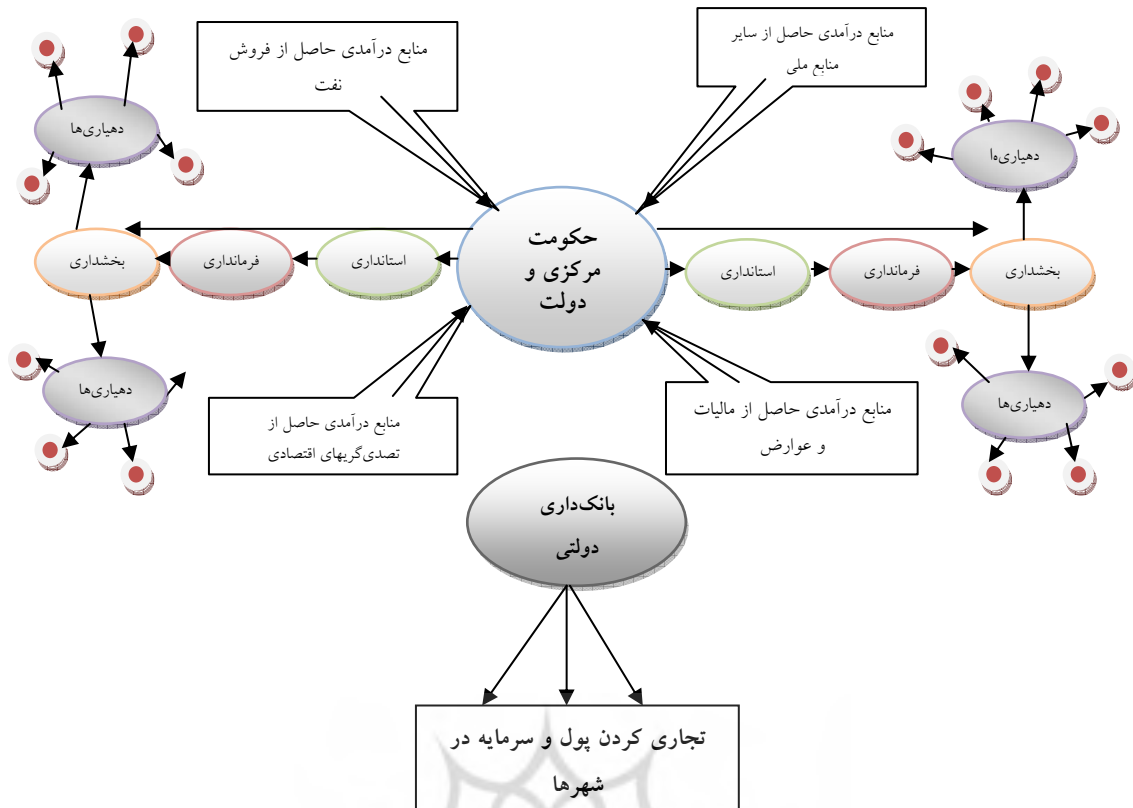 منابع درآمدی حاصل از سایر
منابع ملی
منابع درآمدی حاصل از فروش
نفت
دهیاری‌ها
دهیاری‌ه‌ا
حکومت
مرکزی و
دولت
بخشداری
فرمانداری
استانداری
استانداری
فرمانداری
بخشداری
دهیاری‌ها
دهیاری‌ها
منابع درآمدی حاصل از مالیات
و عوارض
منابع درآمدی حاصل از
تصدی‌گریهای اقتصادی
بانک‌داری
دولتی
تجاری کردن پول و سرمایه در
شهرها